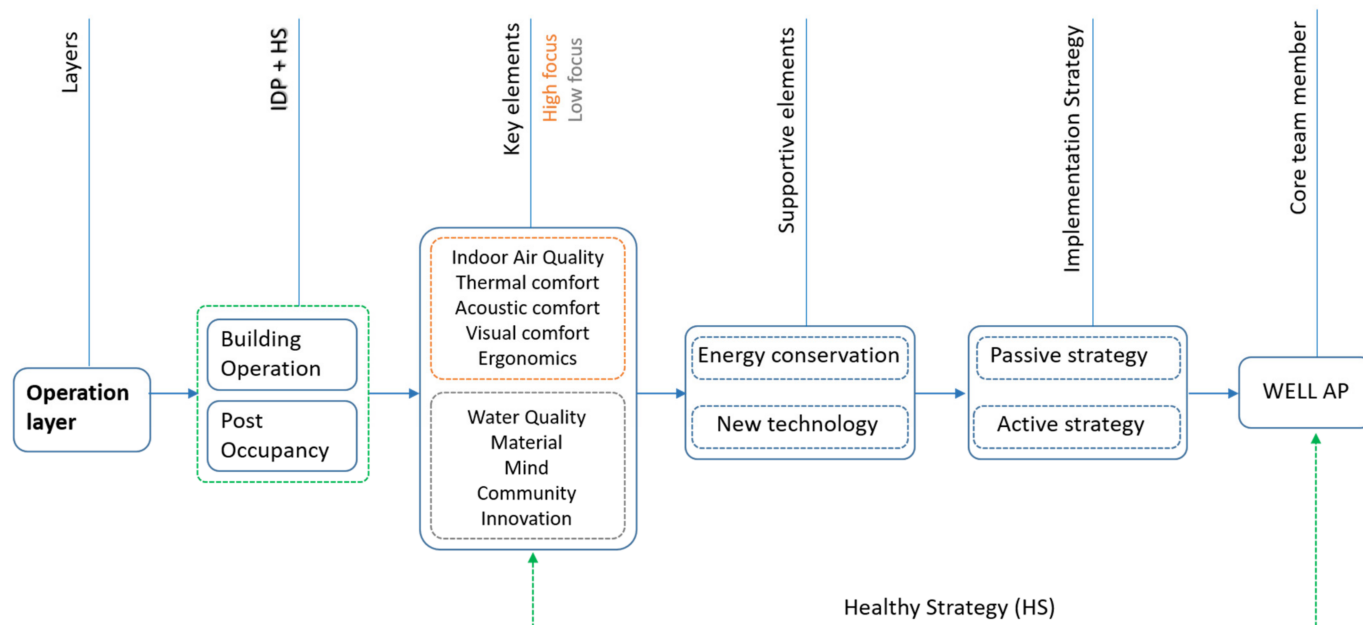 Layers
IDP + HS
Key elements
High focus
Low focus
Supportive elements
Implementation Strategy
Core team member
Operation
layer
Building
Operation
Post
Occupancy
Indoor Air Quality
Thermal comfort
Acoustic comfort
Visual comfort
Ergonomics
Water Quality
Material
Mind
Community
Innovation
Energy conservation
New technology
Passive strategy
Active strategy
WELL AP
Healthy Strategy (HS)